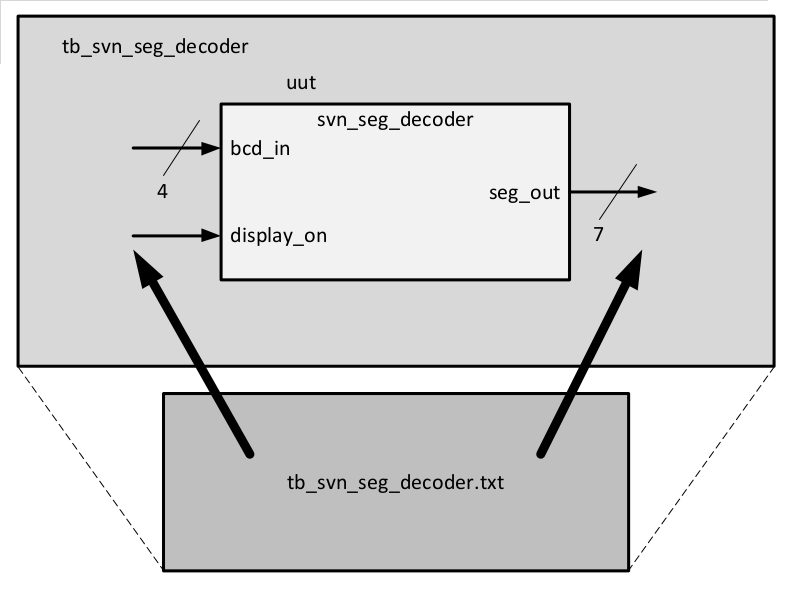 tb_svn_seg_decoder
uut
svn_seg_decoder
bcd_in
4
seg_out
7
display_on
tb_svn_seg_decoder.txt